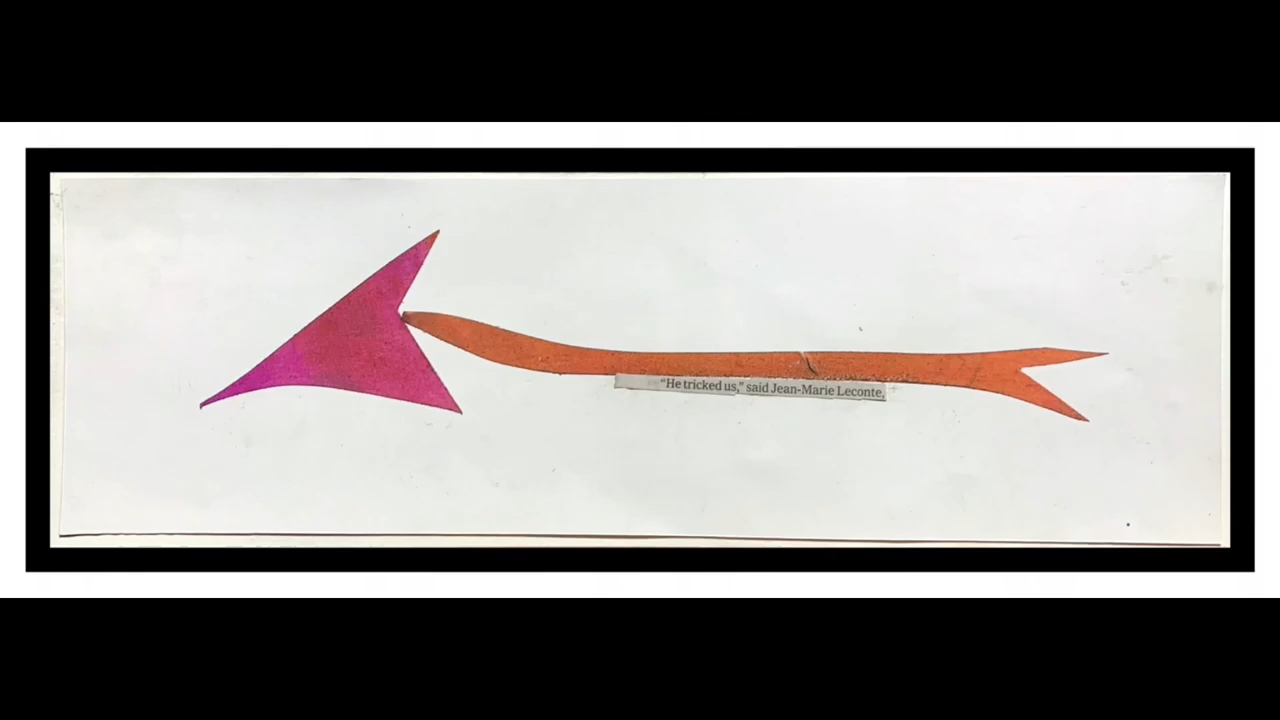 “He tricked us,” said Jean-Marie Leconte,